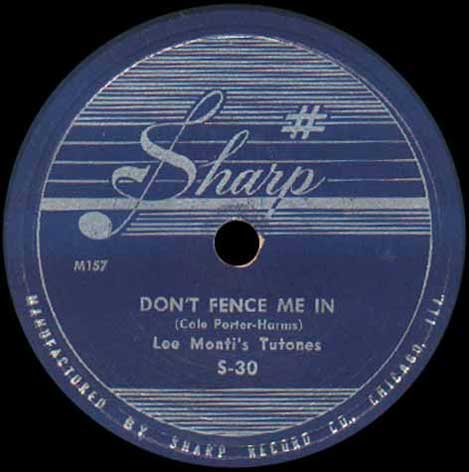 Sharp #
M157
DON'T FENCE ME IN
(Cole Porter-Harms)
Lee Monti's Tutones
S-30
MANUFACTURED BY SHARP RECORD CO., CHICAGO, ILL.